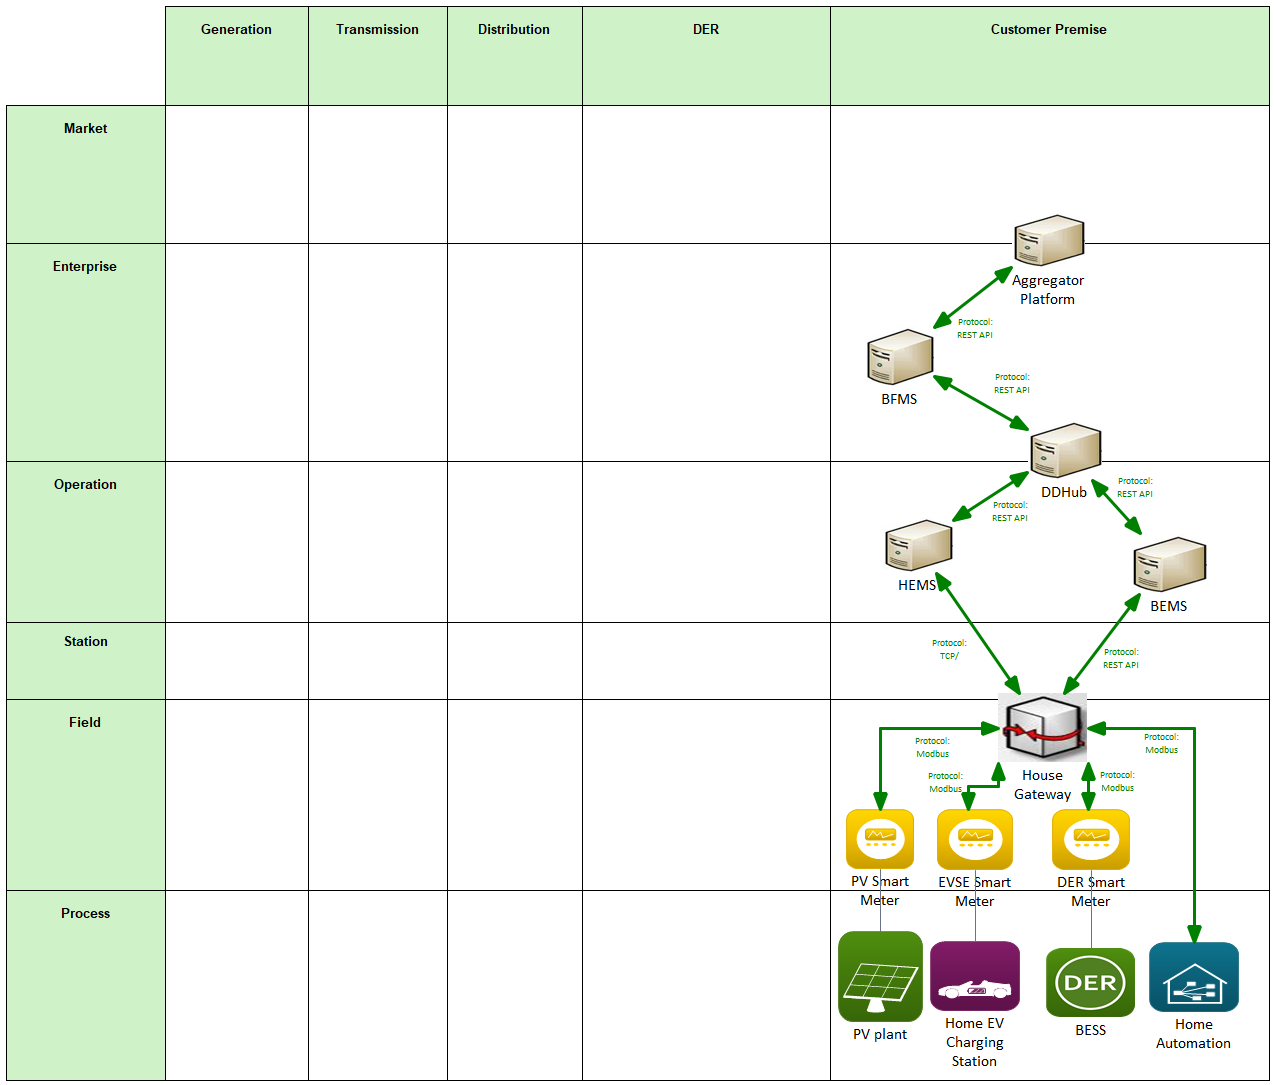 Generation
Transmission
Distribution
DER
Customer Premise
Market
Enterprise
Aggregator
Platform
Protocol:
REST API
BFMS
Protocol:
REST API
Operation
DDHub
Protocol:
REST API
Protocol:
REST API
HEMS
BEMS
Station
Protocol:
TCP/
Protocol:
REST API
Field
Protocol:
Modbus
Protocol:
Modbus
House
Gateway
Protocol:
Modbus
Protocol:
Modbus
PV Smart
Meter
EVSE Smart
Meter
DER Smart
Meter
Process
DER
PV plant
Home EV
Charging
Station
BESS
Home
Automation